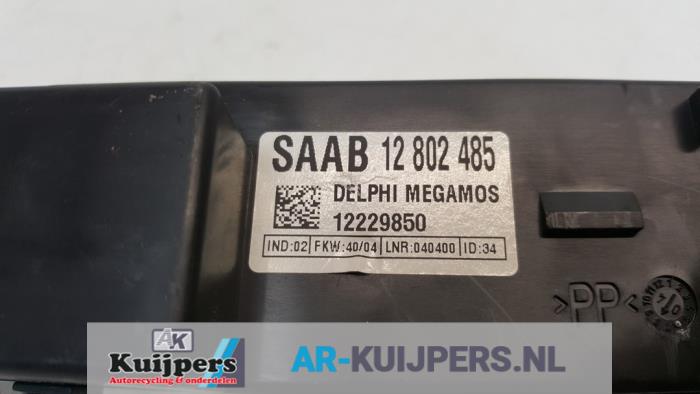 SAAB 12 802 485
DELPHI MEGAMOS
12229850
IND:02 FKW:40/04 LNR:040400 ID:34
>PP<
AK
Kuijpers
Autorecycling & onderdelen
AR-KUIJPERS.NL